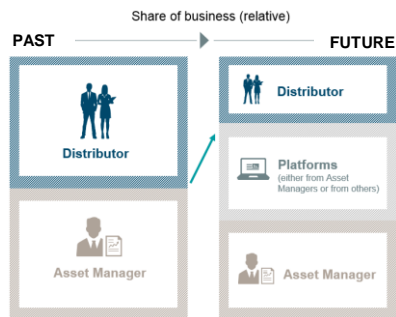 Share of business (relative)
PAST
FUTURE
Distributor
Asset Manager
Distributor
Platforms
(either from Asset
Managers or from others)
Asset Manager